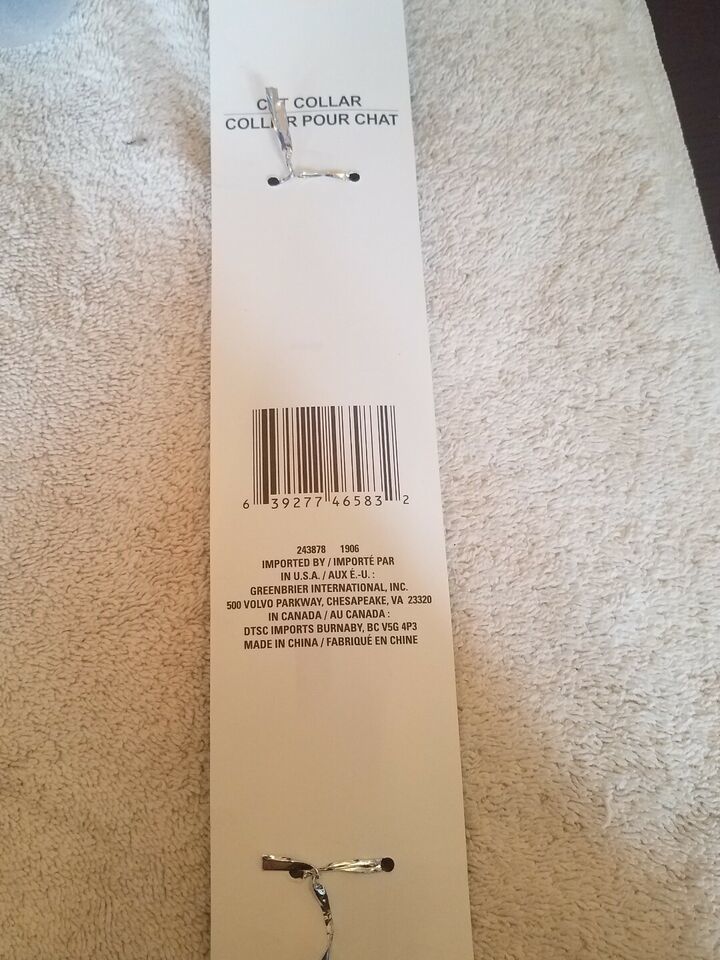 CAT COLLAR
COLLIER POUR CHAT
6 39277 46583 2
243878 1906
IMPORTED BY / IMPORTÉ PAR
IN U.S.A. / AUX É.-U. :
GREENBRIER INTERNATIONAL, INC.
500 VOLVO PARKWAY, CHESAPEAKE, VA 23320
IN CANADA / AU CANADA :
DTSC IMPORTS BURNABY, BC V5G 4P3
MADE IN CHINA / FABRIQUÉ EN CHINE